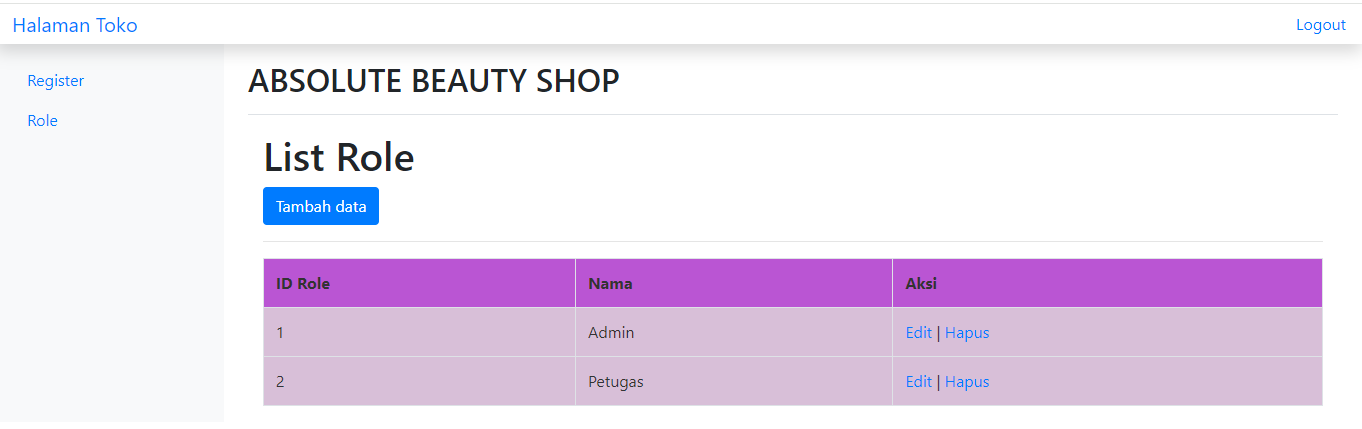 Halaman Toko Logout
Register
Role
ABSOLUTE BEAUTY SHOP
List Role
Tambah data
ID Role Nama Aksi
1 Admin Edit | Hapus
2 Petugas Edit | Hapus